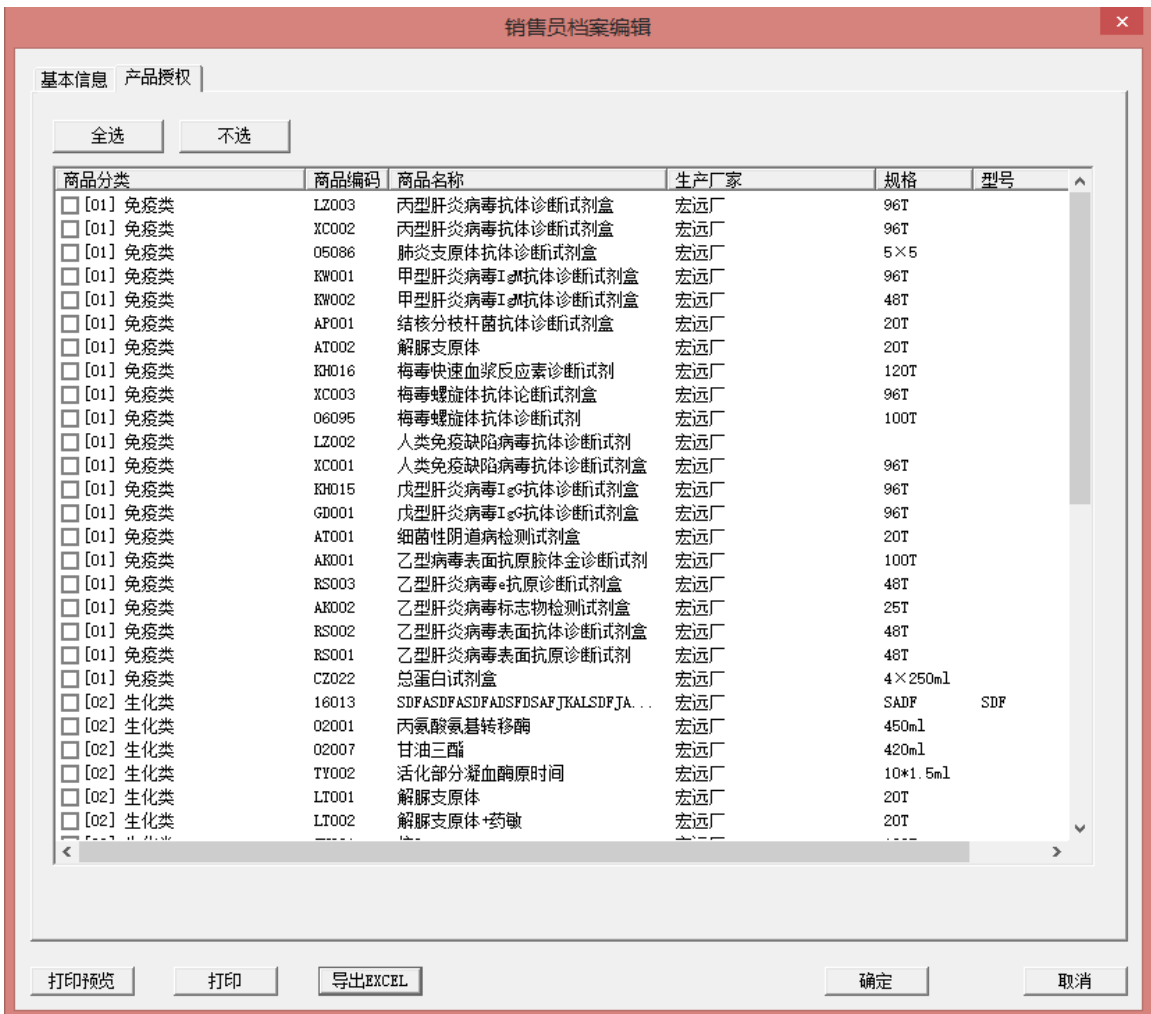 销售员档案编辑
基本信息 产品授权
全选 不选
商品分类 商品编码 商品名称 生产厂家 规格 型号
[01] 免疫类 LZ003 丙型肝炎病毒抗体诊断试剂盒 宏远厂 96T
[01] 免疫类 XC002 丙型肝炎病毒抗体诊断试剂盒 宏远厂 96T
[01] 免疫类 05086 肺炎支原体抗体诊断试剂盒 宏远厂 5×5
[01] 免疫类 KW001 甲型肝炎病毒IgM抗体诊断试剂盒 宏远厂 96T
[01] 免疫类 KW002 甲型肝炎病毒IgM抗体诊断试剂盒 宏远厂 48T
[01] 免疫类 AP001 结核分枝杆菌抗体诊断试剂盒 宏远厂 20T
[01] 免疫类 AT002 解脲支原体 宏远厂 20T
[01] 免疫类 KH016 梅毒快速血浆反应素诊断试剂 宏远厂 120T
[01] 免疫类 XC003 梅毒螺旋体抗体论断试剂盒 宏远厂 96T
[01] 免疫类 06095 梅毒螺旋体抗体诊断试剂 宏远厂 100T
[01] 免疫类 LZ002 人类免疫缺陷病毒抗体诊断试剂 宏远厂
[01] 免疫类 XC001 人类免疫缺陷病毒抗体诊断试剂盒 宏远厂 96T
[01] 免疫类 KH015 戊型肝炎病毒IgG抗体诊断试剂盒 宏远厂 96T
[01] 免疫类 GD001 戊型肝炎病毒IgG抗体诊断试剂盒 宏远厂 96T
[01] 免疫类 AT001 细菌性阴道病检测试剂盒 宏远厂 20T
[01] 免疫类 AK001 乙型病毒表面抗原胶体金诊断试剂 宏远厂 100T
[01] 免疫类 RS003 乙型肝炎病毒e抗原诊断试剂盒 宏远厂 48T
[01] 免疫类 AK002 乙型肝炎病毒标志物检测试剂盒 宏远厂 25T
[01] 免疫类 RS002 乙型肝炎病毒表面抗体诊断试剂盒 宏远厂 48T
[01] 免疫类 RS001 乙型肝炎病毒表面抗原诊断试剂 宏远厂 48T
[01] 免疫类 CZ022 总蛋白试剂盒 宏远厂 4×250ml
[02] 生化类 16013 SDFASDFASDFADSFDSAFJKALSDFJA... 宏远厂 SADF SDF
[02] 生化类 02001 丙氨酸氨基转移酶 宏远厂 450ml
[02] 生化类 02007 甘油三酯 宏远厂 420ml
[02] 生化类 TY002 活化部分凝血酶原时间 宏远厂 10*1.5ml
[02] 生化类 LT001 解脲支原体 宏远厂 20T
[02] 生化类 LT002 解脲支原体+药敏 宏远厂 20T
打印预览 打印 导出EXCEL 确定 取消